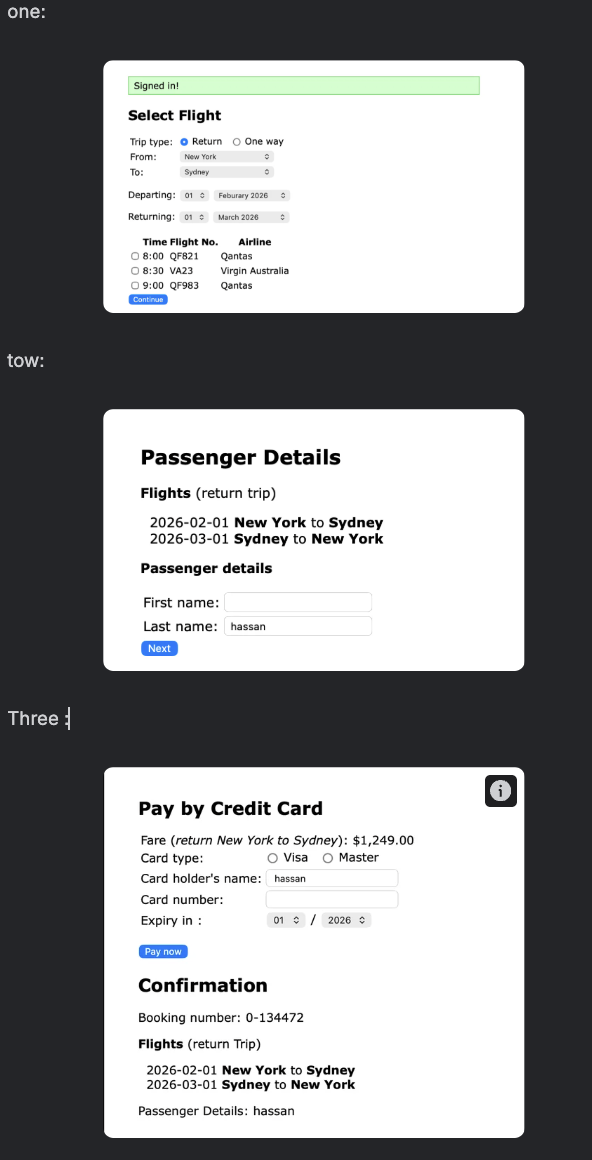 one:
Signed in!
Select Flight
Trip type: Return One way
From: New York
To: Sydney
Departing: 01 Feburary 2026
Returning: 01 March 2026
Time Flight No. Airline
8:00 QF821 Qantas
8:30 VA23 Virgin Australia
9:00 QF983 Qantas
Continue
tow:
Passenger Details
Flights (return trip)
2026-02-01 New York to Sydney
2026-03-01 Sydney to New York
Passenger details
First name:
Last name: hassan
Next
Three :
Pay by Credit Card
Fare (return New York to Sydney): $1,249.00
Card type: Visa Master
Card holder's name: hassan
Card number:
Expiry in : 01 / 2026
Pay now
Confirmation
Booking number: 0-134472
Flights (return Trip)
2026-02-01 New York to Sydney
2026-03-01 Sydney to New York
Passenger Details: hassan